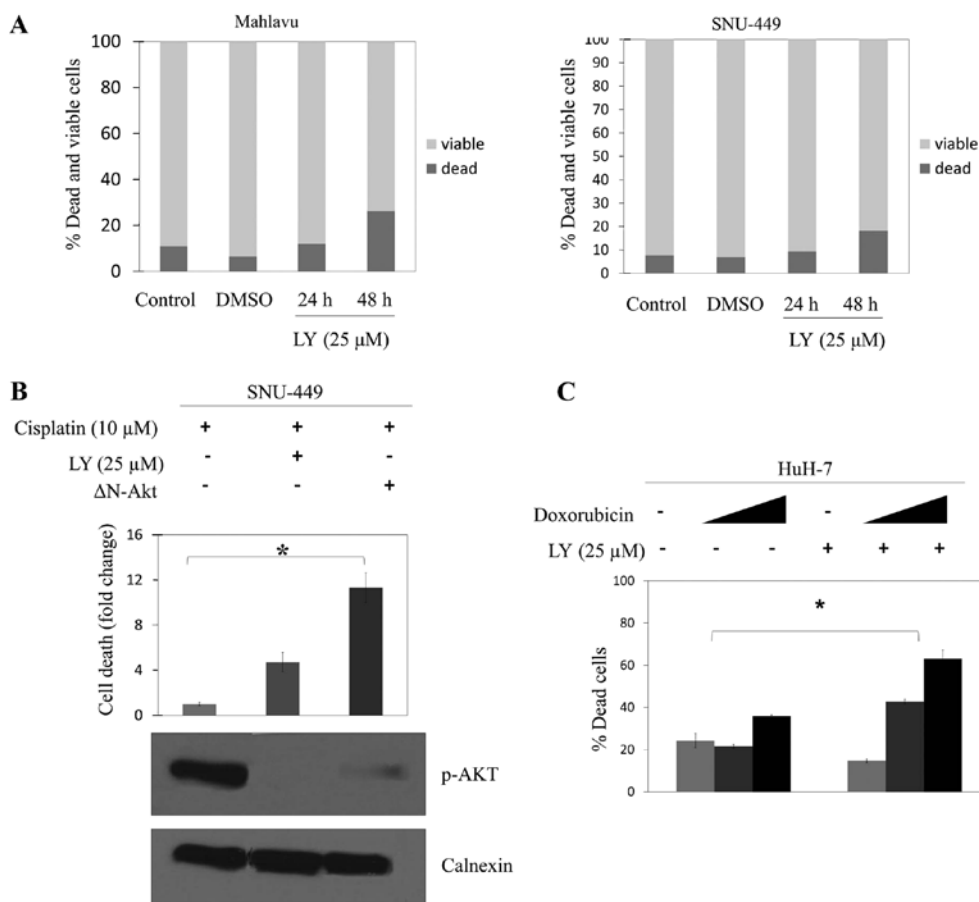 A
Mahlavu
% Dead and viable cells
100
80
60
40
20
0
viable
dead
Control DMSO 24 h 48 h
LY (25 µM)
SNU-449
% Dead and viable cells
100
90
80
70
60
50
40
30
20
10
0
viable
dead
Control DMSO 24 h 48 h
LY (25 µM)
B
SNU-449
Cisplatin (10 µM) + + +
LY (25 µM) - + -
ΔN-Akt - - +
Cell death (fold change)
16
12
8
4
0
*
p-AKT
Calnexin
C
HuH-7
Doxorubicin - -
LY (25 µM) - - - + + +
% Dead cells
100
80
60
40
20
0
*